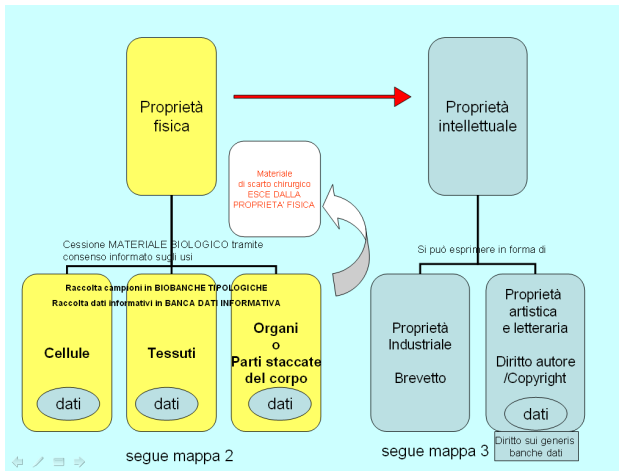 Proprietà
fisica
Proprietà
intellettuale
Materiale
di scarto chirurgico
ESCE DALLA
PROPRIETA' FISICA
Cessione MATERIALE BIOLOGICO tramite
consenso informato sugli usi
Si può esprimere in forma di
Raccolta campioni in BIOBANCHE TIPOLOGICHE
Raccolta dati informativi in BANCA DATI INFORMATIVA
Cellule
dati
Tessuti
dati
Organi
o
Parti staccate
del corpo
dati
Proprietà
Industriale
Brevetto
Proprietà
artistica
e letteraria
Diritto autore
/Copyright
dati
Diritto sui generis
banche dati
segue mappa 2
segue mappa 3